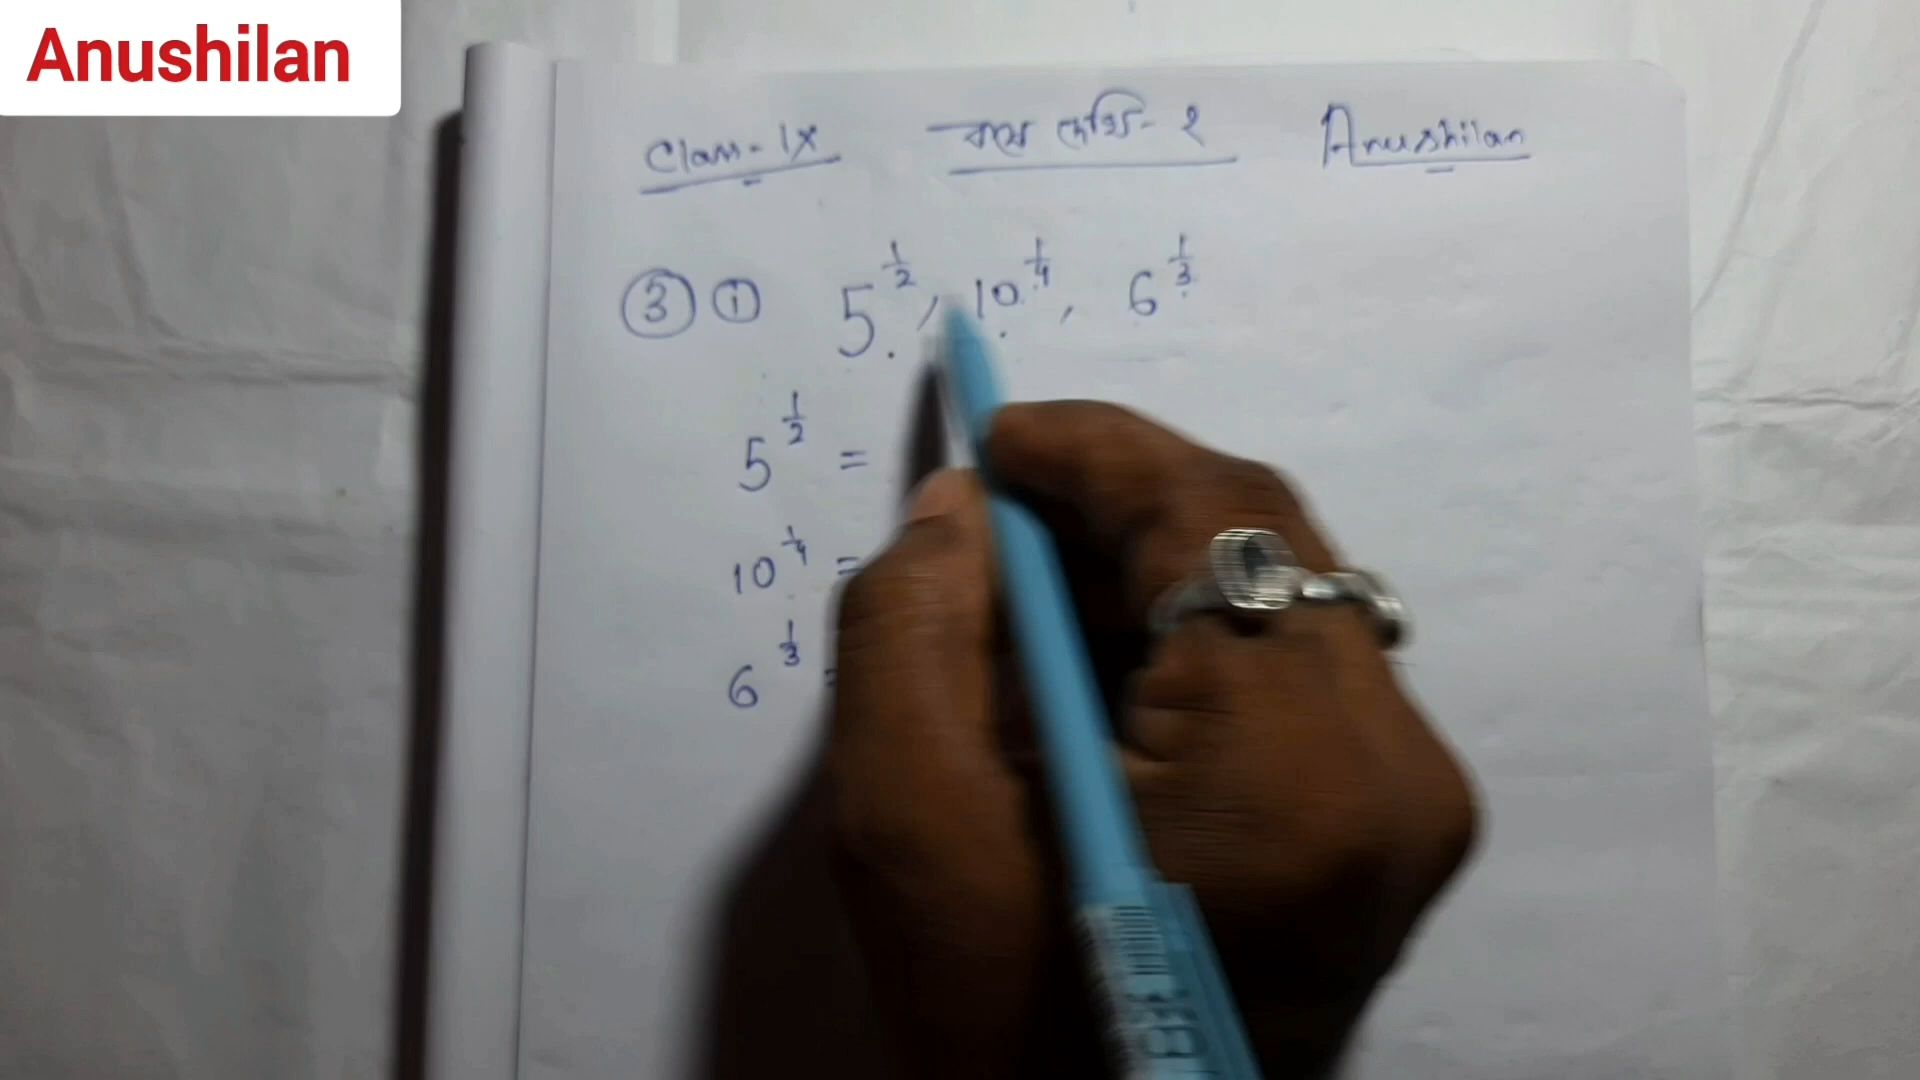 Anushilan
Class - IX কষে দেখি - ২ Anushilan
③ ① 5^{1/2}, 10^{1/4}, 6^{1/3}
5^{1/2} =
10^{1/4} =
6^{1/3} =